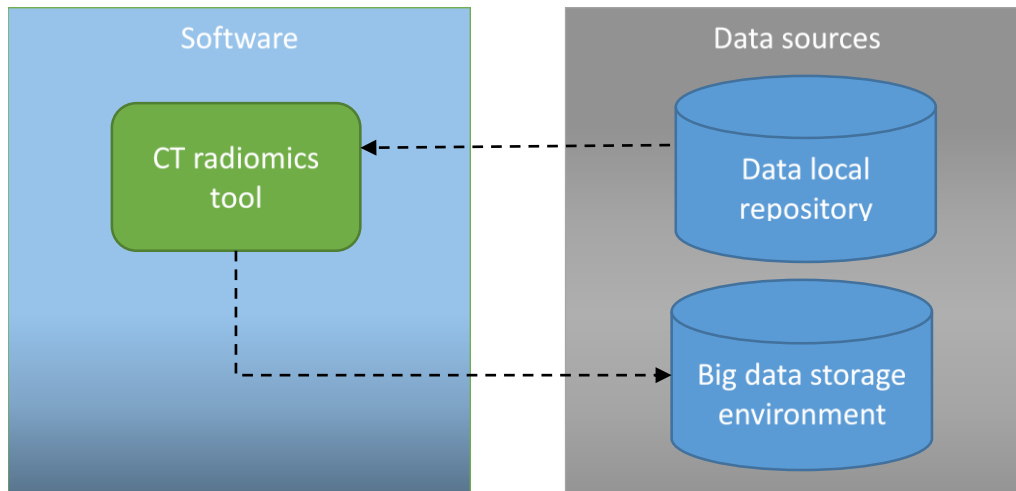 Software
Data sources
CT radiomics
tool
Data local
repository
Big data storage
environment